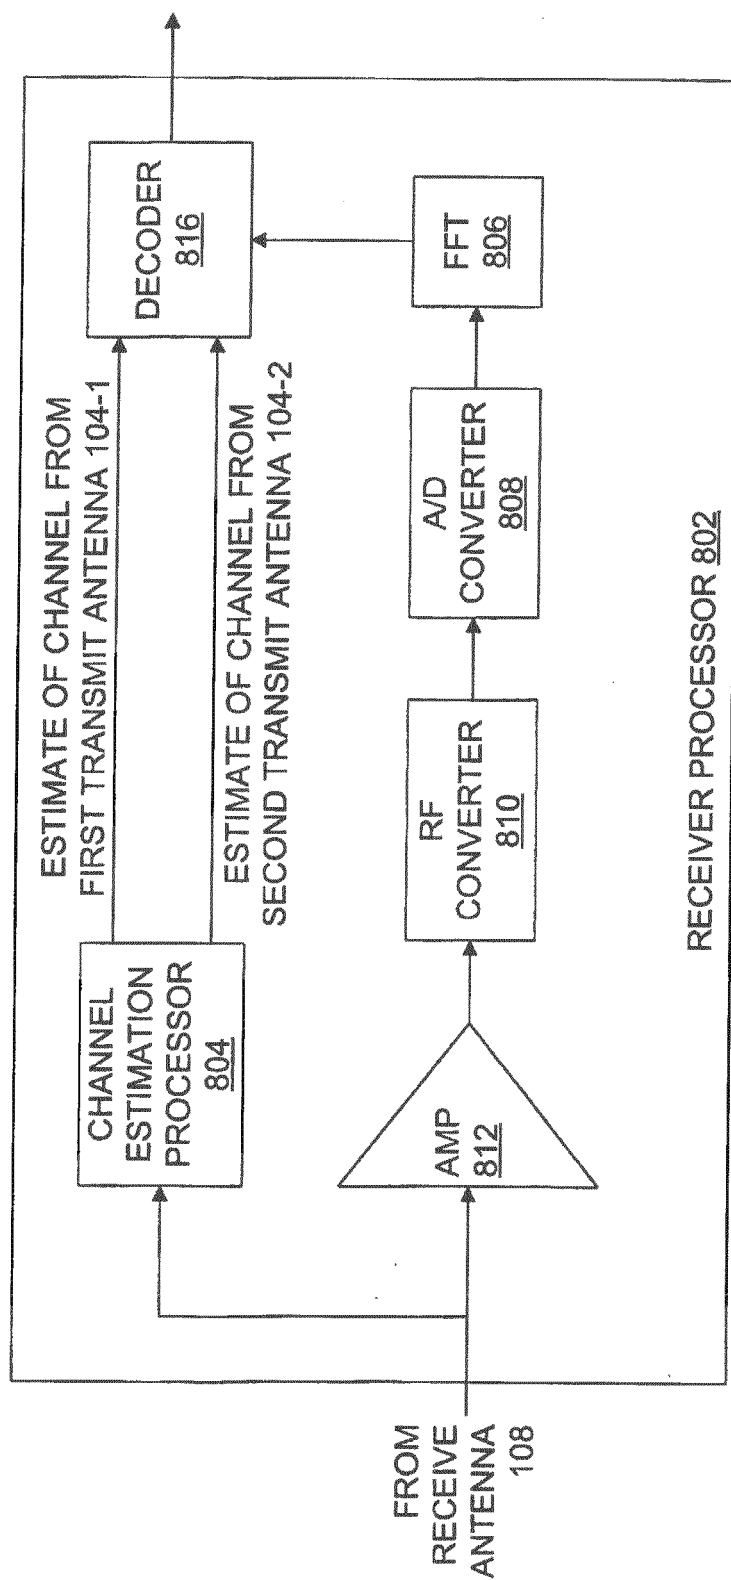 FROM
RECEIVE
ANTENNA
108
CHANNEL
ESTIMATION
PROCESSOR
804
ESTIMATE OF CHANNEL FROM
FIRST TRANSMIT ANTENNA 104-1
ESTIMATE OF CHANNEL FROM
SECOND TRANSMIT ANTENNA 104-2
DECODER
816
AMP
812
RF
CONVERTER
810
A/D
CONVERTER
808
FFT
806
RECEIVER PROCESSOR 802